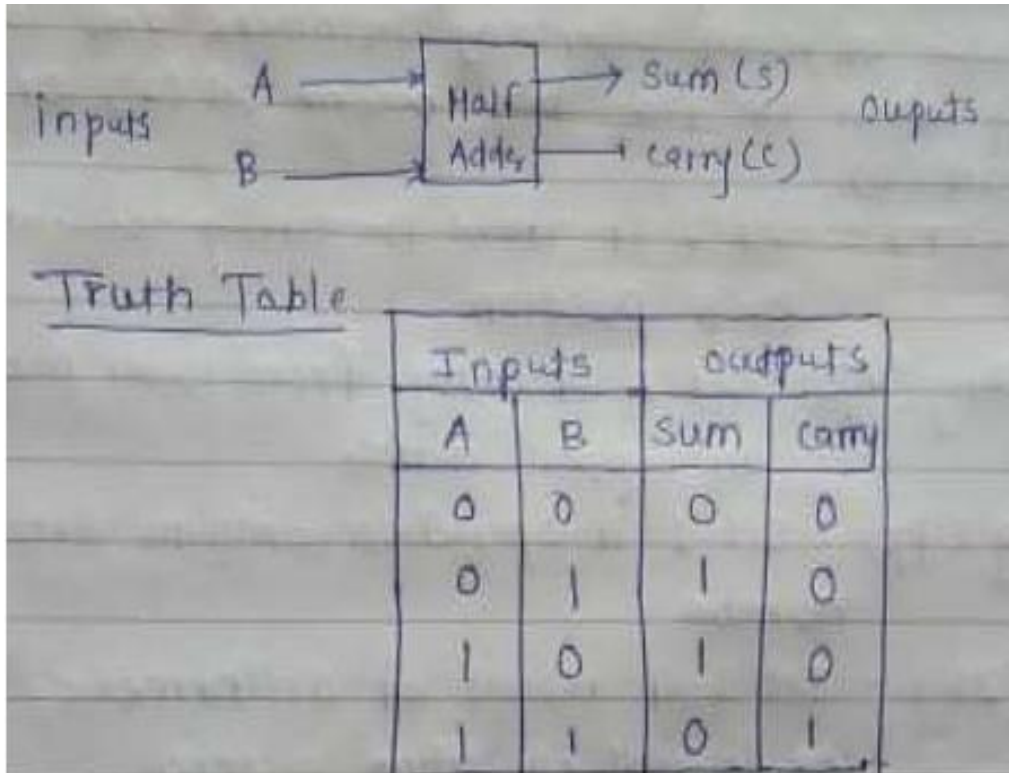 A Sum (S)
inputs Half ouputs
Adder
B carry (C)
Truth Table
Inputs outputs
A B Sum carry
0 0 0 0
0 1 1 0
1 0 1 0
1 1 0 1